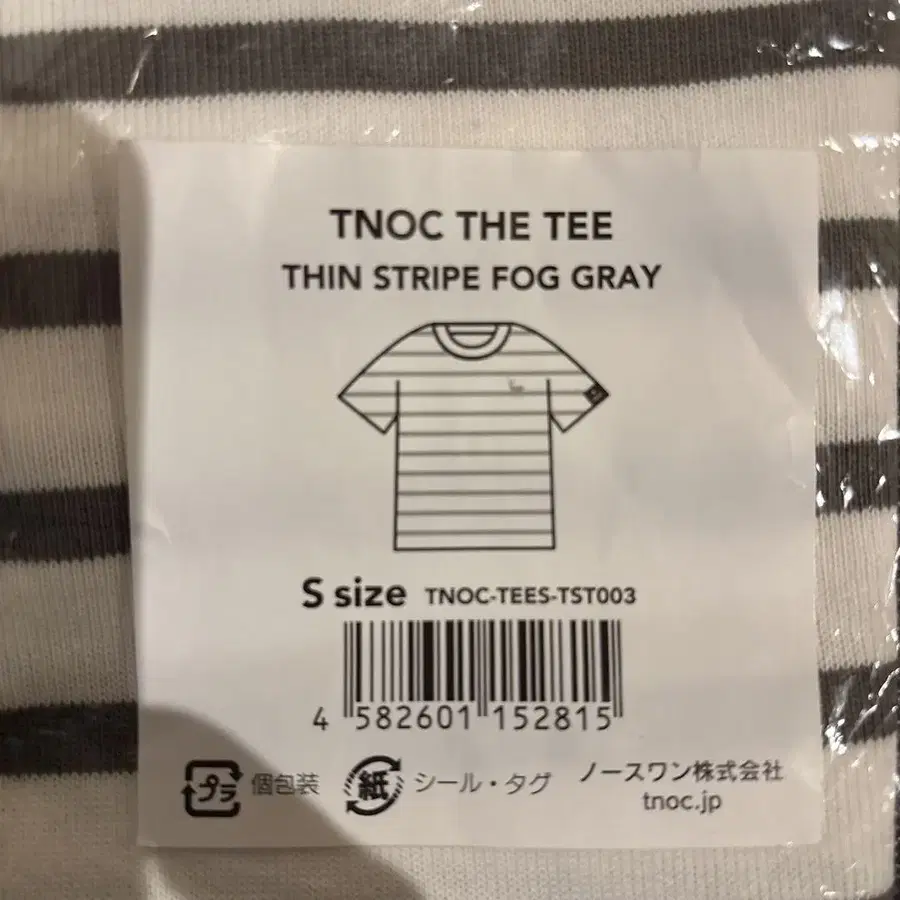 TNOC THE TEE
THIN STRIPE FOG GRAY
S size TNOC-TEES-TST003
4 582601 152815
プラ 個包装 紙 シール・タグ ノースワン株式会社
tnoc.jp